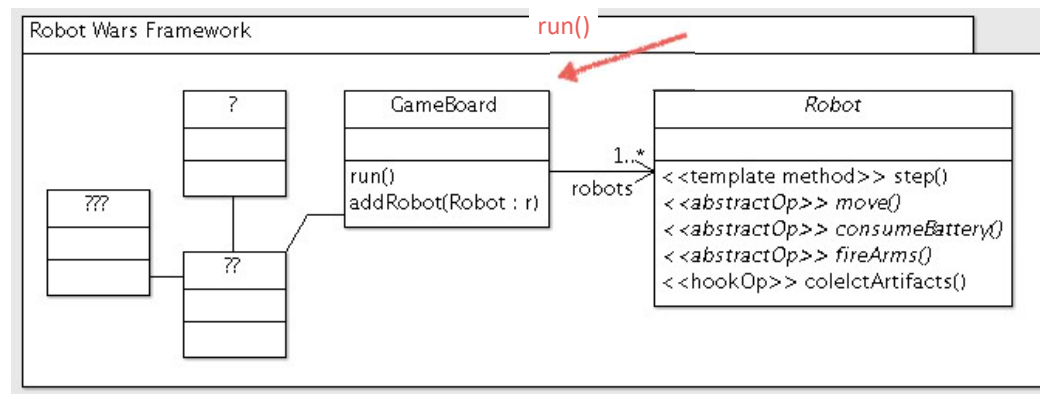 run()
Robot Wars Framework
?
GameBoard
run()
addRobot(Robot : r)
1..*
robots
Robot
<<template method>> step()
<<abstractOp>> move()
<<abstractOp>> consumeBattery()
<<abstractOp>> fireArms()
<<hookOp>> colelctArtifacts()
???
??